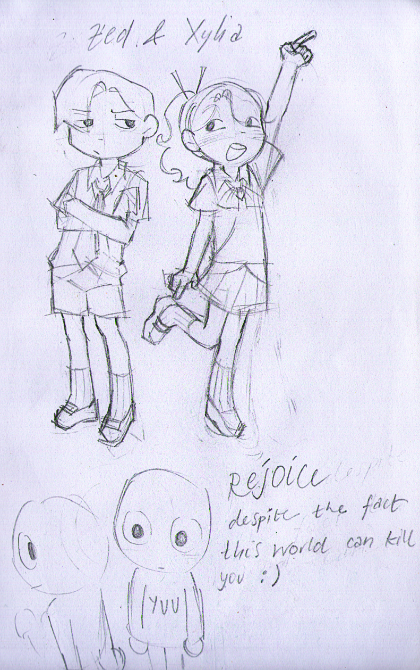 Zed & Xylia
YUU
Rejoice
despite the fact
this world can kill
you :)